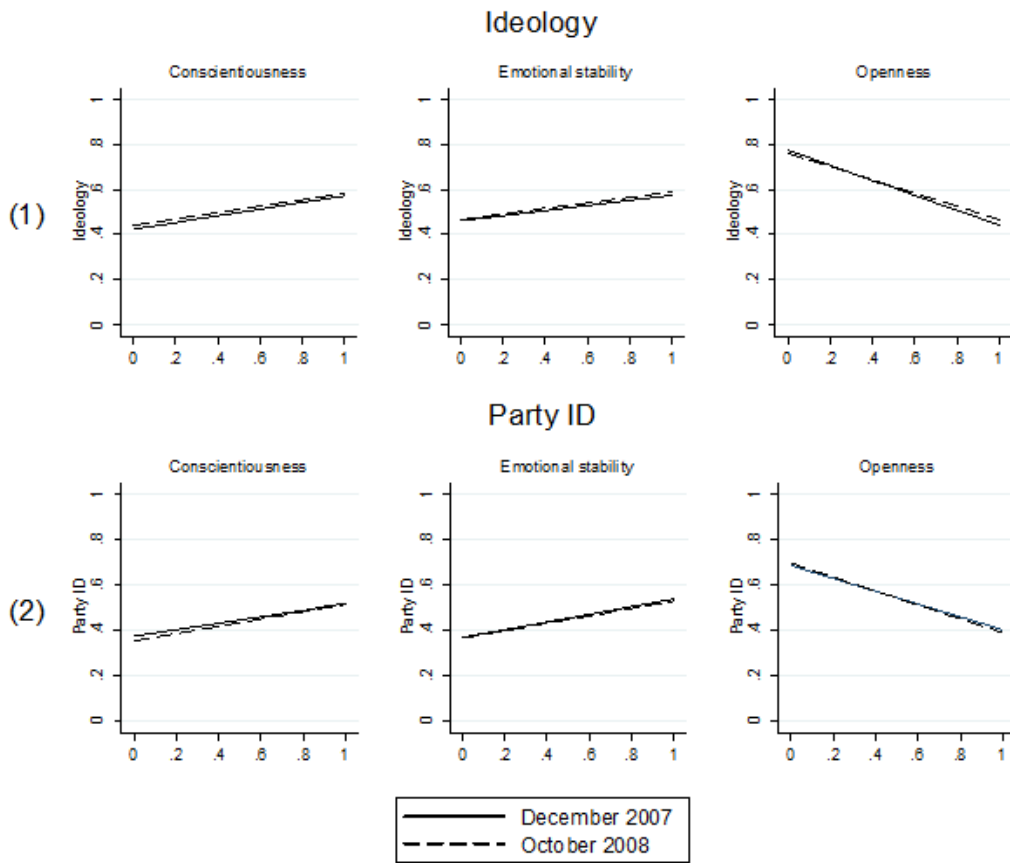 Ideology
Conscientiousness Emotional stability Openness
(1)
Ideology Ideology Ideology
1 1 1
.8 .8 .8
.6 .6 .6
.4 .4 .4
.2 .2 .2
0 0 0
0 .2 .4 .6 .8 1 0 .2 .4 .6 .8 1 0 .2 .4 .6 .8 1
Party ID
Conscientiousness Emotional stability Openness
(2)
Party ID Party ID Party ID
1 1 1
.8 .8 .8
.6 .6 .6
.4 .4 .4
.2 .2 .2
0 0 0
0 .2 .4 .6 .8 1 0 .2 .4 .6 .8 1 0 .2 .4 .6 .8 1
December 2007
October 2008